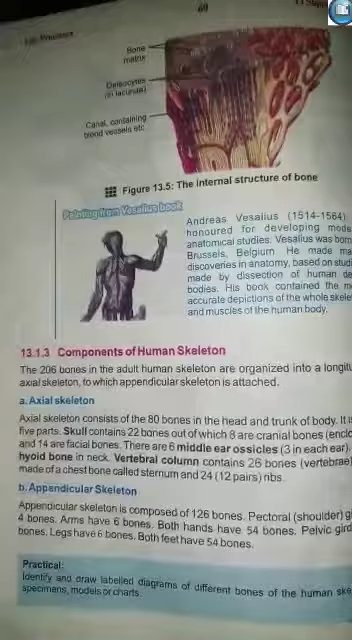 Life Processes
69
Bone
matrix
Osteocytes
(in lacunae)
Canal, containing
blood vessels etc
Figure 13.5: The internal structure of bone
Painting from Vesalius book
Andreas Vesalius (1514-1564)
honoured for developing
anatomical studies. Vesalius was born
Brussels, Belgium. He made
discoveries in anatomy, based on
made by dissection of human
bodies. His book contained the
accurate depictions of the whole
and muscles of the human body.
13.1.3 Components of Human Skeleton
The 206 bones in the adult human skeleton are organized into a
axial skeleton, to which appendicular skeleton is attached.
a. Axial skeleton
Axial skeleton consists of the 80 bones in the head and trunk of body. It
five parts. Skull contains 22 bones out of which 8 are cranial bones
and 14 are facial bones. There are 6 middle ear ossicles (3 in each ear).
hyoid bone in neck. Vertebral column contains 26 bones (vertebrae)
made of a chest bone called sternum and 24 (12 pairs) ribs.
b. Appendicular Skeleton
Appendicular skeleton is composed of 126 bones. Pectoral (shoulder)
4 bones. Arms have 6 bones. Both hands have 54 bones. Pelvic
bones. Legs have 6 bones. Both feet have 54 bones.
Practical:
Identify and draw labelled diagrams of different bones of the human
specimens, models or charts.